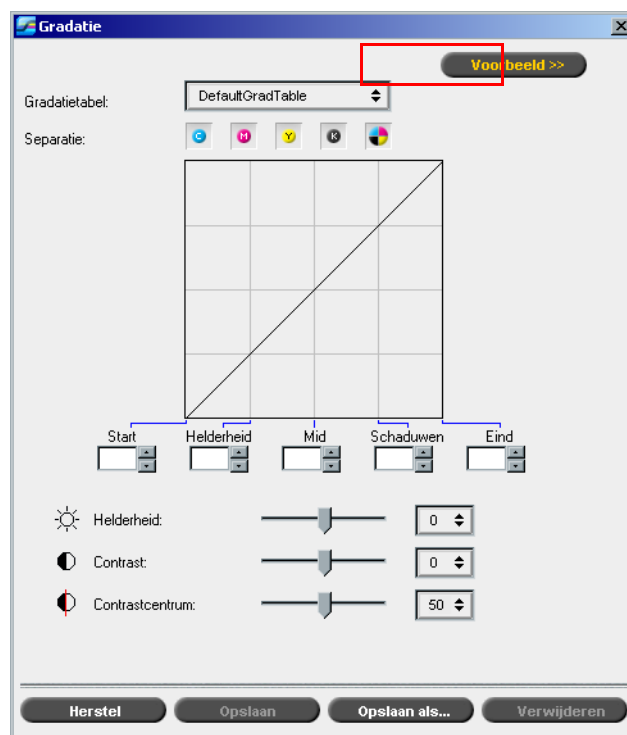 Gradatie
Voorbeeld >>
Gradatietabel: DefaultGradTable
Separatie: C M Y K
Start Helderheid Mid Schaduwen Eind
Helderheid: 0
Contrast: 0
Contrastcentrum: 50
Herstel Opslaan Opslaan als... Verwijderen